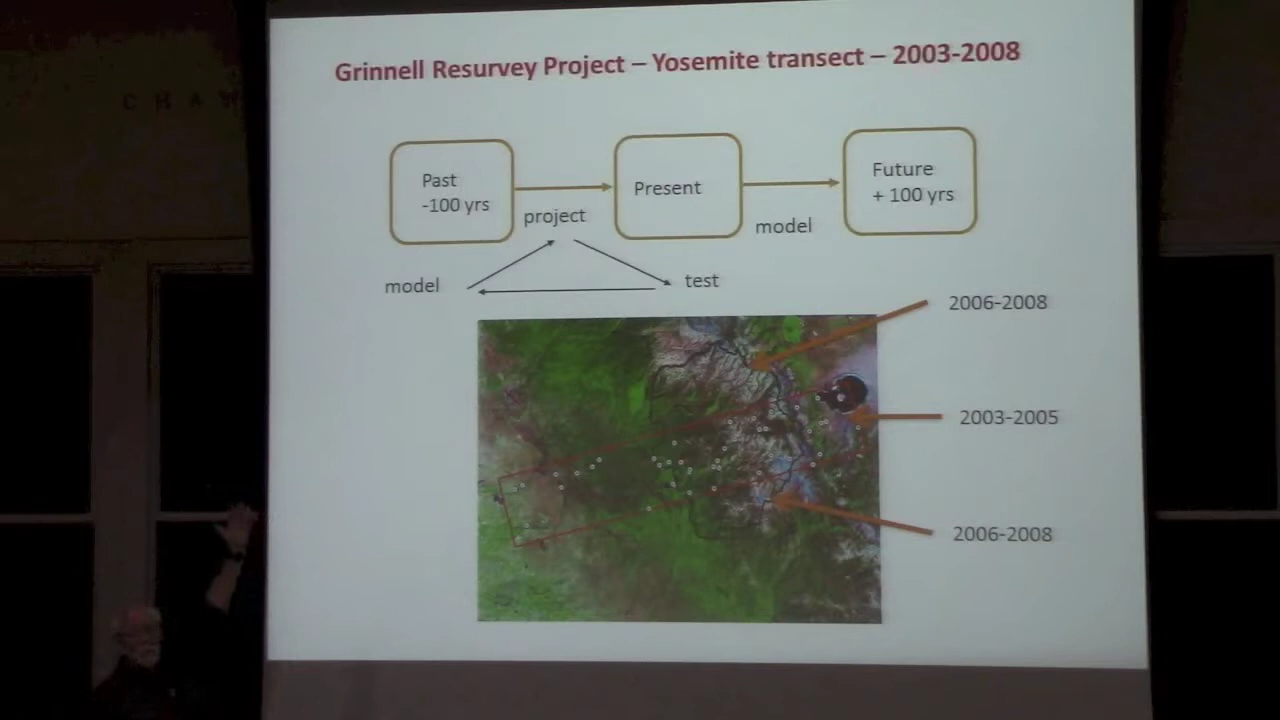 Grinnell Resurvey Project – Yosemite transect – 2003-2008
Past
-100 yrs
project
Present
model
Future
+ 100 yrs
model
test
2006-2008
2003-2005
2006-2008